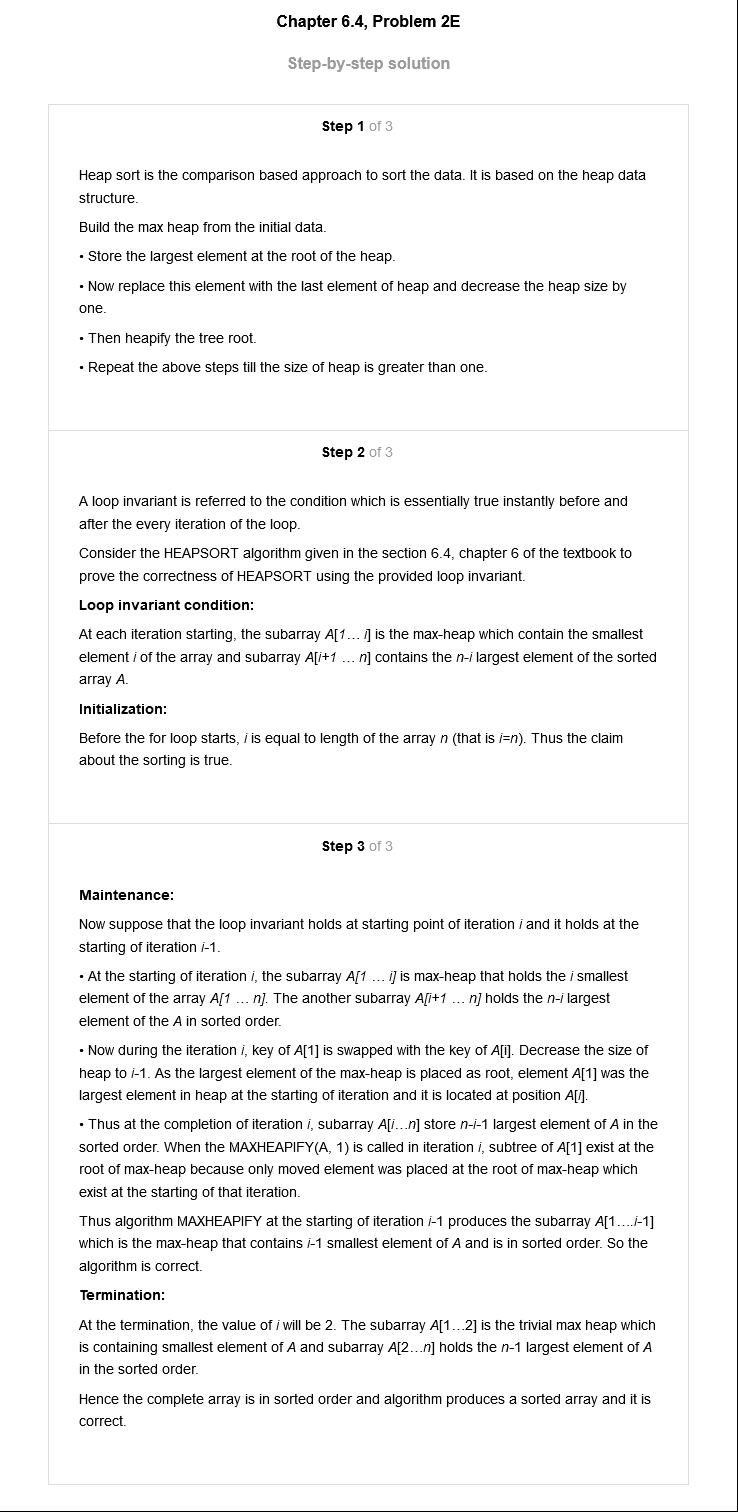 Chapter 6.4, Problem 2E
Step-by-step solution
Step 1 of 3
Heap sort is the comparison based approach to sort the data. It is based on the heap data
structure.
Build the max heap from the initial data.
• Store the largest element at the root of the heap.
• Now replace this element with the last element of heap and decrease the heap size by
one.
• Then heapify the tree root.
• Repeat the above steps till the size of heap is greater than one.
Step 2 of 3
A loop invariant is referred to the condition which is essentially true instantly before and
after the every iteration of the loop.
Consider the HEAPSORT algorithm given in the section 6.4, chapter 6 of the textbook to
prove the correctness of HEAPSORT using the provided loop invariant.
Loop invariant condition:
At each iteration starting, the subarray A[1… i] is the max-heap which contain the smallest
element i of the array and subarray A[i+1 … n] contains the n-i largest element of the sorted
array A.
Initialization:
Before the for loop starts, i is equal to length of the array n (that is i=n). Thus the claim
about the sorting is true.
Step 3 of 3
Maintenance:
Now suppose that the loop invariant holds at starting point of iteration i and it holds at the
starting of iteration i-1.
• At the starting of iteration i, the subarray A[1 … i] is max-heap that holds the i smallest
element of the array A[1 … n]. The another subarray A[i+1 … n] holds the n-i largest
element of the A in sorted order.
• Now during the iteration i, key of A[1] is swapped with the key of A[i]. Decrease the size of
heap to i-1. As the largest element of the max-heap is placed as root, element A[1] was the
largest element in heap at the starting of iteration and it is located at position A[i].
• Thus at the completion of iteration i, subarray A[i…n] store n-i-1 largest element of A in the
sorted order. When the MAXHEAPIFY(A, 1) is called in iteration i, subtree of A[1] exist at the
root of max-heap because only moved element was placed at the root of max-heap which
exist at the starting of that iteration.
Thus algorithm MAXHEAPIFY at the starting of iteration i-1 produces the subarray A[1….i-1]
which is the max-heap that contains i-1 smallest element of A and is in sorted order. So the
algorithm is correct.
Termination:
At the termination, the value of i will be 2. The subarray A[1…2] is the trivial max heap which
is containing smallest element of A and subarray A[2…n] holds the n-1 largest element of A
in the sorted order.
Hence the complete array is in sorted order and algorithm produces a sorted array and it is
correct.